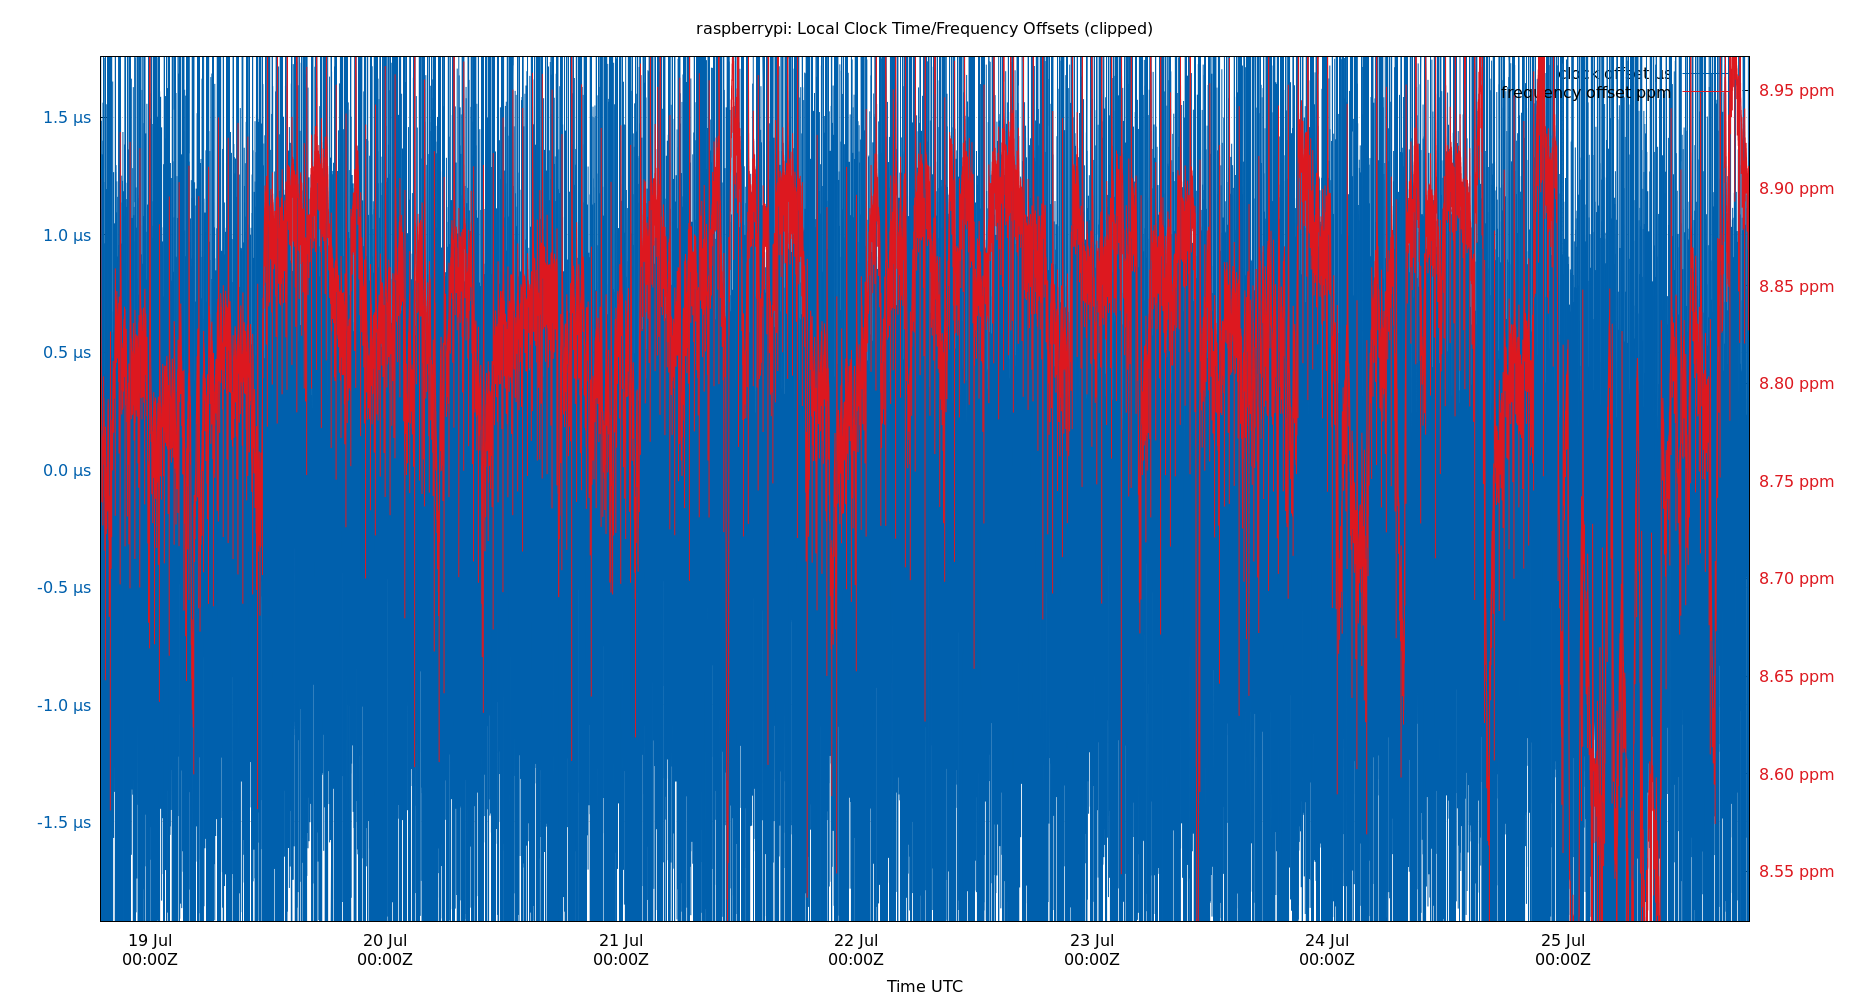 raspberrypi: Local Clock Time/Frequency Offsets (clipped)
clock offset us
frequency offset ppm
1.5 µs
1.0 µs
0.5 µs
0.0 µs
-0.5 µs
-1.0 µs
-1.5 µs
8.95 ppm
8.90 ppm
8.85 ppm
8.80 ppm
8.75 ppm
8.70 ppm
8.65 ppm
8.60 ppm
8.55 ppm
19 Jul 20 Jul 21 Jul 22 Jul 23 Jul 24 Jul 25 Jul
00:00Z 00:00Z 00:00Z 00:00Z 00:00Z 00:00Z 00:00Z
Time UTC